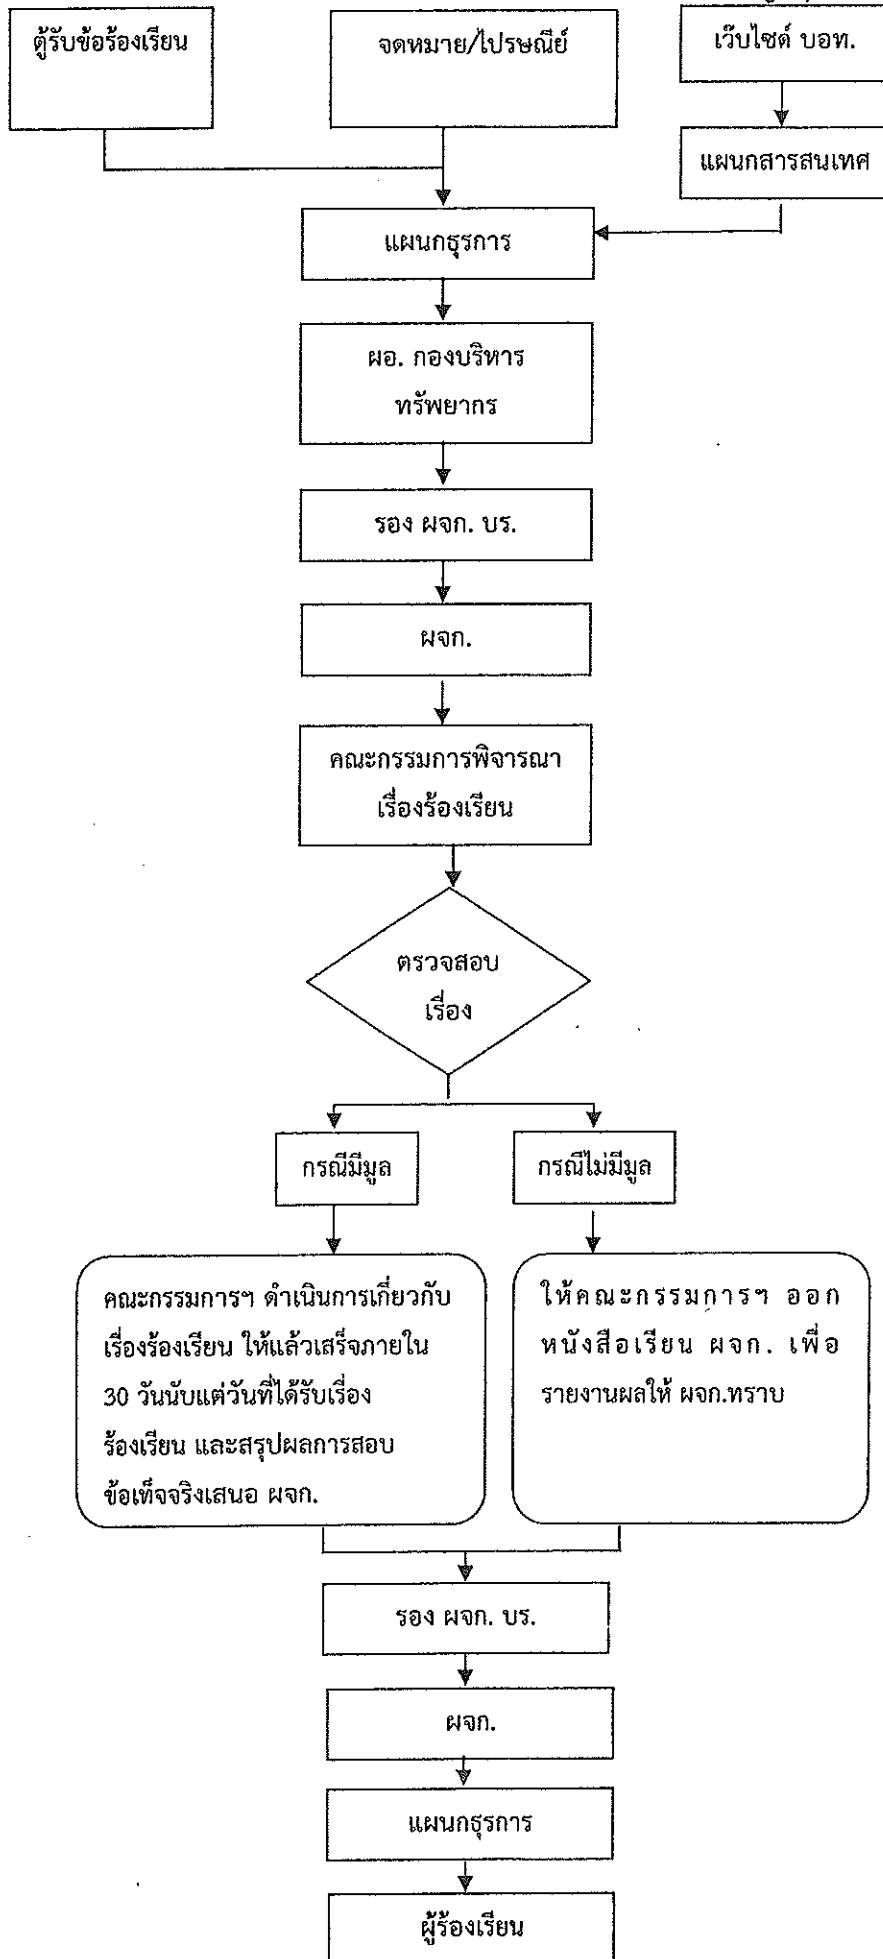 ตู้รับข้อร้องเรียน
จดหมาย/ไปรษณีย์
เว็บไซต์ บอท.
แผนกสารสนเทศ
แผนกธุรการ
ผอ. กองบริหาร
ทรัพยากร
รอง ผจก. บร.
ผจก.
คณะกรรมการพิจารณา
เรื่องร้องเรียน
ตรวจสอบ
เรื่อง
กรณีมีมูล
กรณีไม่มีมูล
คณะกรรมการฯ ดำเนินการเกี่ยวกับ
เรื่องร้องเรียน ให้แล้วเสร็จภายใน
30 วันนับแต่วันที่ได้รับเรื่อง
ร้องเรียน และสรุปผลการสอบ
ข้อเท็จจริงเสนอ ผจก.
ให้คณะกรรมการฯ ออก
หนังสือเรียน ผจก. เพื่อ
รายงานผลให้ ผจก.ทราบ
รอง ผจก. บร.
ผจก.
แผนกธุรการ
ผู้ร้องเรียน